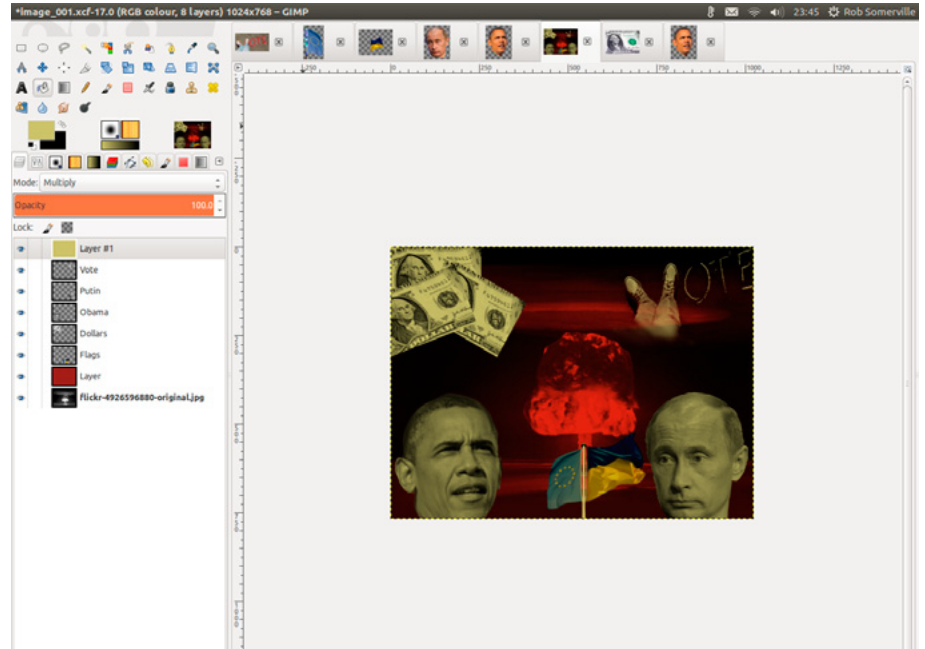 *image_001.xcf-17.0 (RGB colour, 8 layers) 1024x768 – GIMP
23:45 Rob Somerville
Mode: Multiply
Opacity 100.0
Lock:
Layer #1
Vote
Putin
Obama
Dollars
Flags
Layer
flickr-4926596880-original.jpg
VOTE